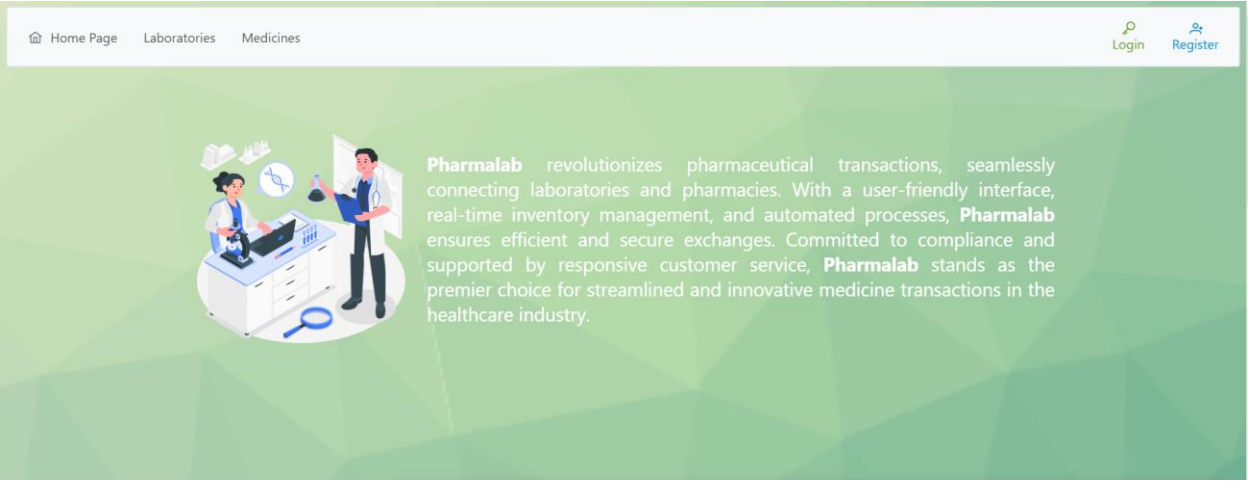 Home Page Laboratories Medicines Login Register
Pharmalab revolutionizes pharmaceutical transactions, seamlessly
connecting laboratories and pharmacies. With a user-friendly interface,
real-time inventory management, and automated processes, Pharmalab
ensures efficient and secure exchanges. Committed to compliance and
supported by responsive customer service, Pharmalab stands as the
premier choice for streamlined and innovative medicine transactions in the
healthcare industry.